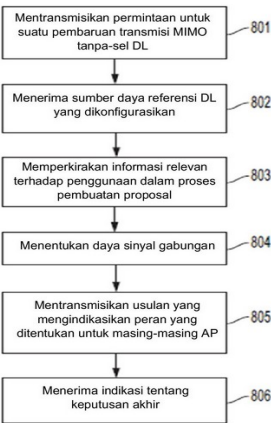 Mentransmisikan permintaan untuk
suatu pembaruan transmisi MIMO
tanpa-sel DL
801
Menerima sumber daya referensi DL
yang dikonfigurasikan
802
Memperkirakan informasi relevan
terhadap penggunaan dalam proses
pembuatan proposal
803
Menentukan daya sinyal gabungan
804
Mentransmisikan usulan yang
mengindikasikan peran yang
ditentukan untuk masing-masing AP
805
Menerima indikasi tentang
keputusan akhir
806